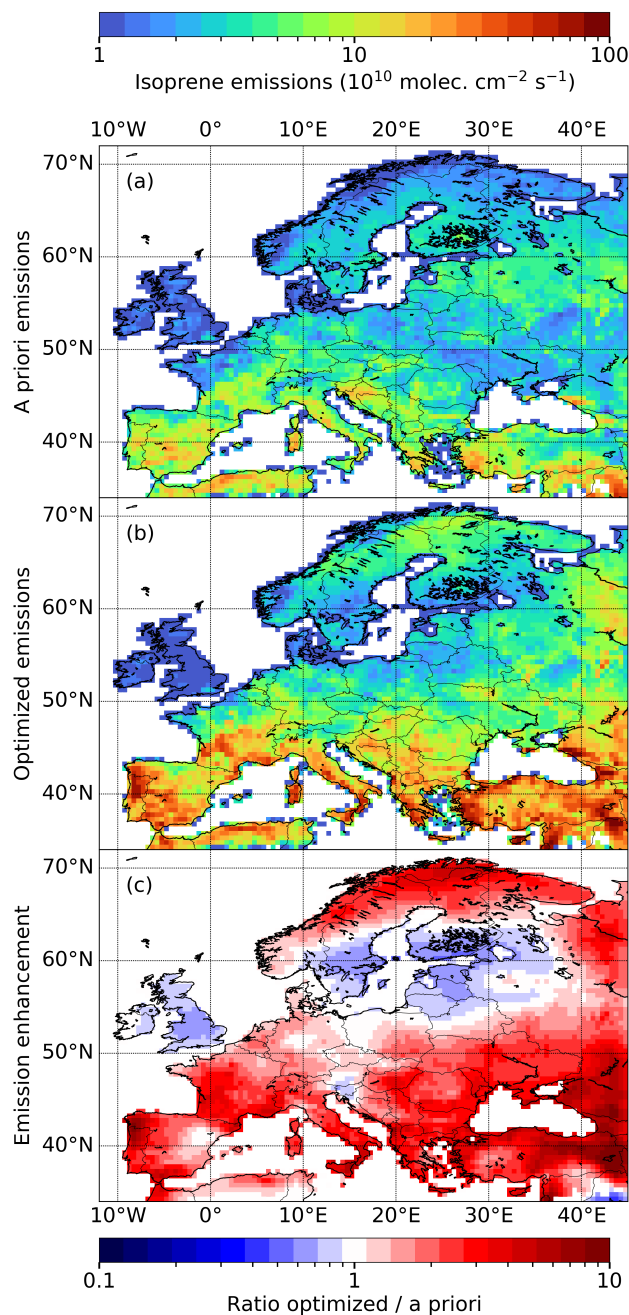 1 10 100
Isoprene emissions (10¹⁰ molec. cm⁻² s⁻¹)
10°W 0° 10°E 20°E 30°E 40°E
(a)
70°N
60°N
50°N
40°N
A priori emissions
(b)
70°N
60°N
50°N
40°N
Optimized emissions
(c)
70°N
60°N
50°N
40°N
Emission enhancement
10°W 0° 10°E 20°E 30°E 40°E
0.1 1 10
Ratio optimized / a priori